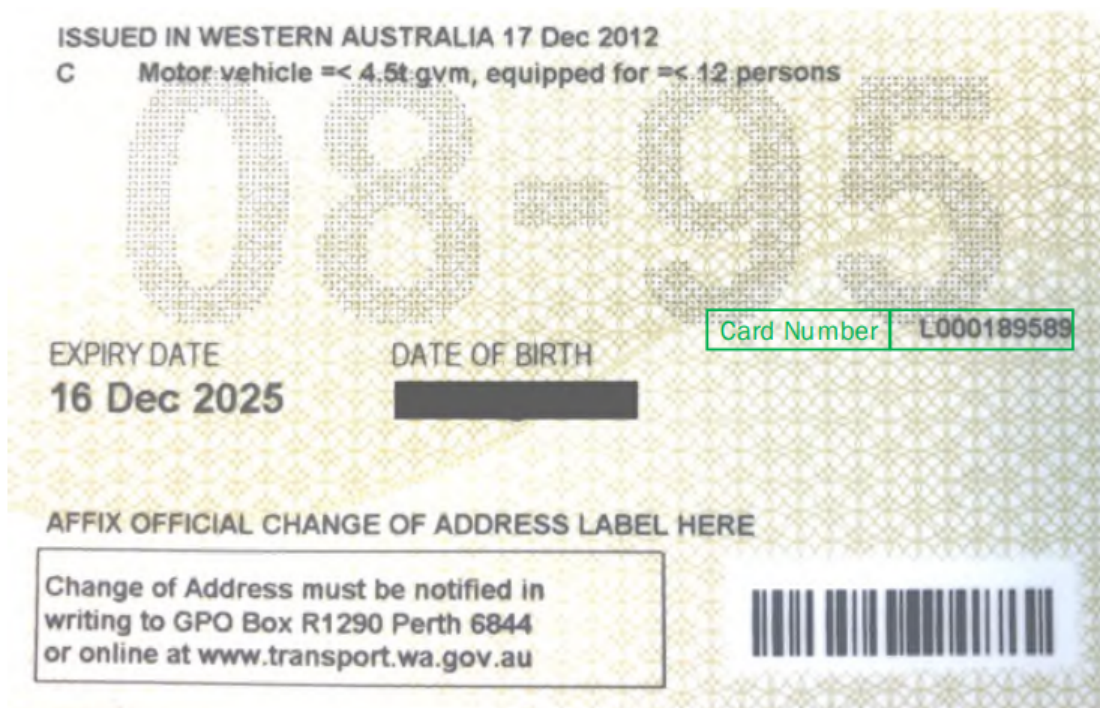 ISSUED IN WESTERN AUSTRALIA 17 Dec 2012
C Motor vehicle =< 4.5t gvm, equipped for =< 12 persons
08-95
Card Number L000189589
EXPIRY DATE DATE OF BIRTH
16 Dec 2025
AFFIX OFFICIAL CHANGE OF ADDRESS LABEL HERE
Change of Address must be notified in
writing to GPO Box R1290 Perth 6844
or online at www.transport.wa.gov.au